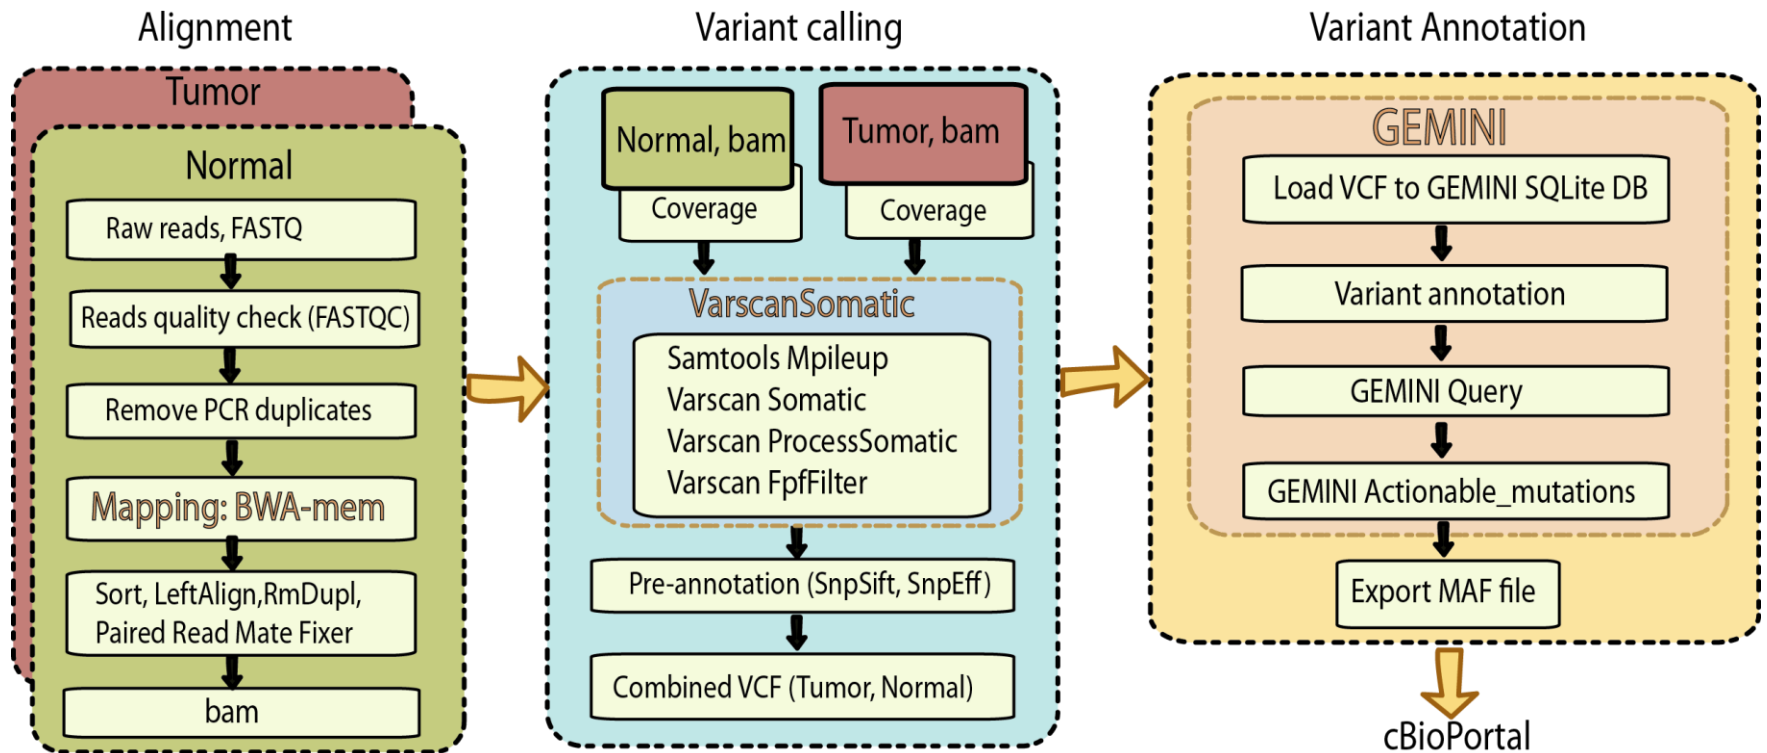 Alignment
Tumor
Normal
Raw reads, FASTQ
Reads quality check (FASTQC)
Remove PCR duplicates
Mapping: BWA-mem
Sort, LeftAlign,RmDupl,
Paired Read Mate Fixer
bam
Variant calling
Normal, bam
Coverage
Tumor, bam
Coverage
VarscanSomatic
Samtools Mpileup
Varscan Somatic
Varscan ProcessSomatic
Varscan FpfFilter
Pre-annotation (SnpSift, SnpEff)
Combined VCF (Tumor, Normal)
Variant Annotation
GEMINI
Load VCF to GEMINI SQLite DB
Variant annotation
GEMINI Query
GEMINI Actionable_mutations
Export MAF file
cBioPortal